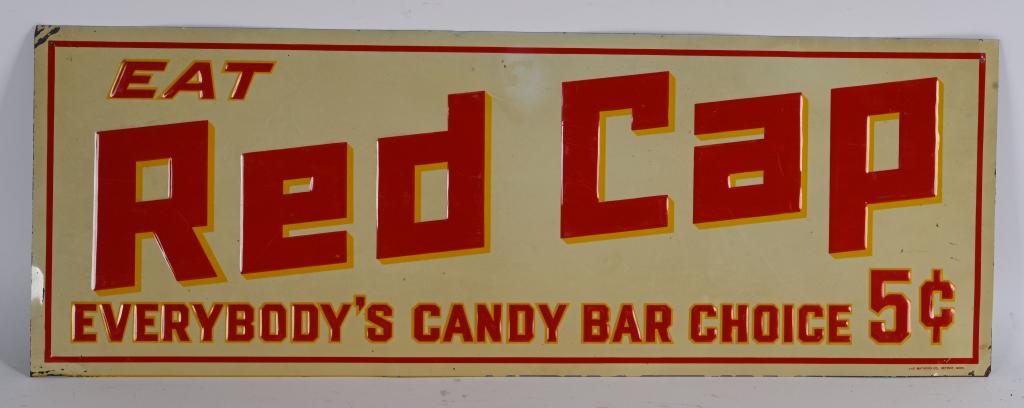 EAT
Red Cap
EVERYBODY'S CANDY BAR CHOICE 5¢